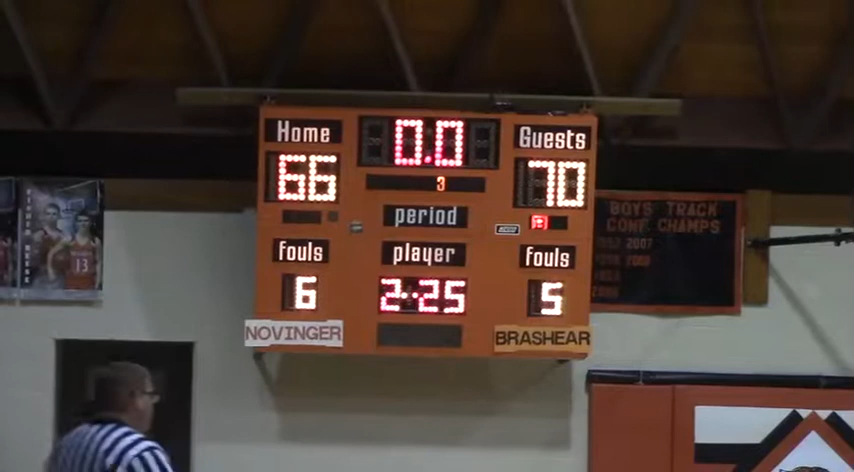 Home 0.0 Guests
66 3 70
period
fouls player fouls
6 2··25 5
NOVINGER BRASHEAR
BOYS TRACK
CONF. CHAMPS
2007
13